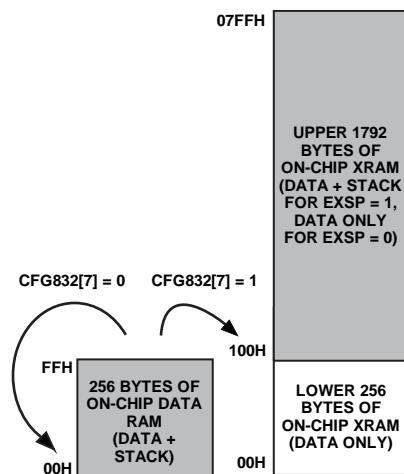 07FFH
UPPER 1792
BYTES OF
ON-CHIP XRAM
(DATA + STACK
FOR EXSP = 1,
DATA ONLY
FOR EXSP = 0)
CFG832[7] = 0
CFG832[7] = 1
100H
FFH
256 BYTES OF
ON-CHIP DATA
RAM
(DATA +
STACK)
00H
LOWER 256
BYTES OF
ON-CHIP XRAM
(DATA ONLY)
00H